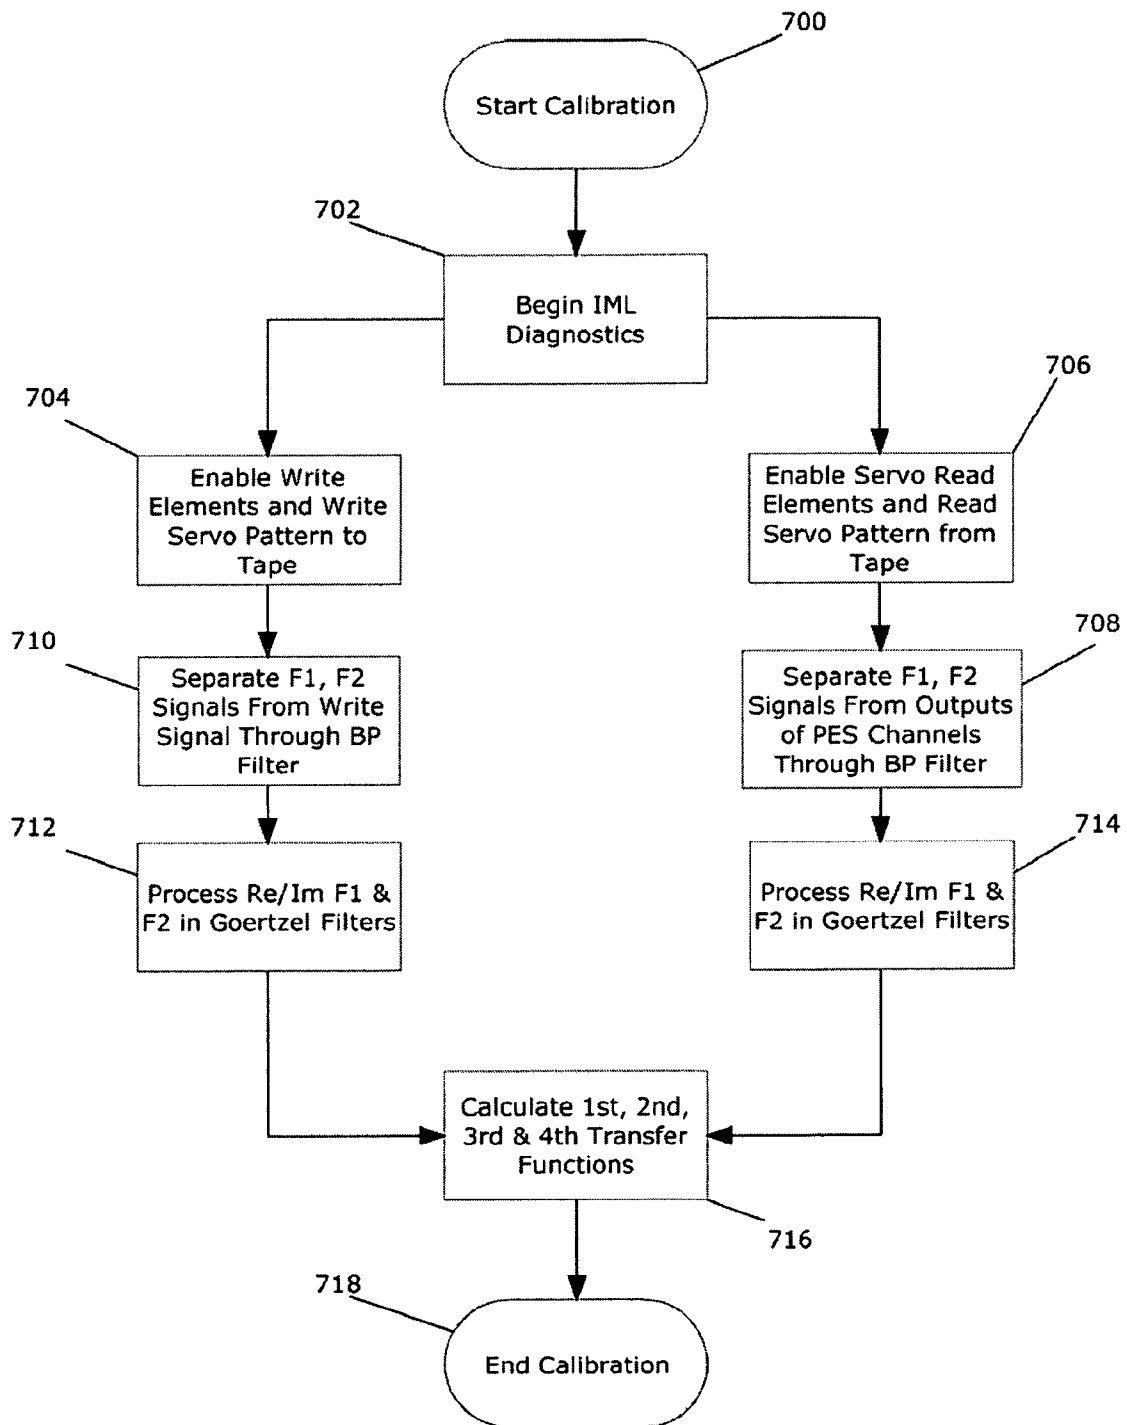 700
Start Calibration
702
Begin IML
Diagnostics
704
Enable Write
Elements and Write
Servo Pattern to
Tape
706
Enable Servo Read
Elements and Read
Servo Pattern from
Tape
710
Separate F1, F2
Signals From Write
Signal Through BP
Filter
708
Separate F1, F2
Signals From Outputs
of PES Channels
Through BP Filter
712
Process Re/Im F1 &
F2 in Goertzel Filters
714
Process Re/Im F1 &
F2 in Goertzel Filters
Calculate 1st, 2nd,
3rd & 4th Transfer
Functions
716
718
End Calibration